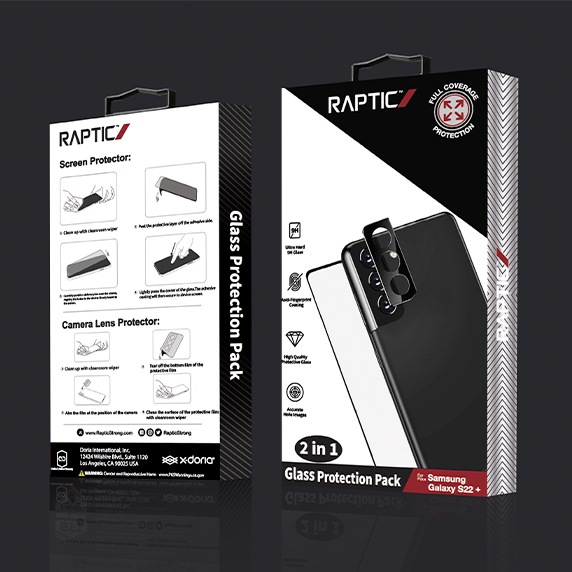 RAPTIC™
Screen Protector:
Clean up with cleanroom wiper
Peel the protective layer off the adhesive side.
Lightly press the center of the glass. The adhesive
coating will then secure to device screen.
Camera Lens Protector:
Clean up with cleanroom wiper
Tear off the bottom film of the
protective film
Aim the film at the position of camera
Close the surface of the protective film
with cleanroom wiper
www.RapticStrong.com
RapticStrong
Doria International, Inc.
12424 Wilshire Blvd., Suite 1120
Los Angeles, CA 90025 USA
x-doria®
WARNING: Cancer and Reproductive Harm www.P65Warnings.ca.gov
Glass Protection Pack
RAPTIC™
FULL COVERAGE
PROTECTION
9H
Ultra Hard
9H Glass
Anti-Fingerprint
Coating
High Quality
Protective Glass
Accurate
Hole Images
2 in 1
Glass Protection Pack
Samsung
Galaxy S22 +
RAPTIC